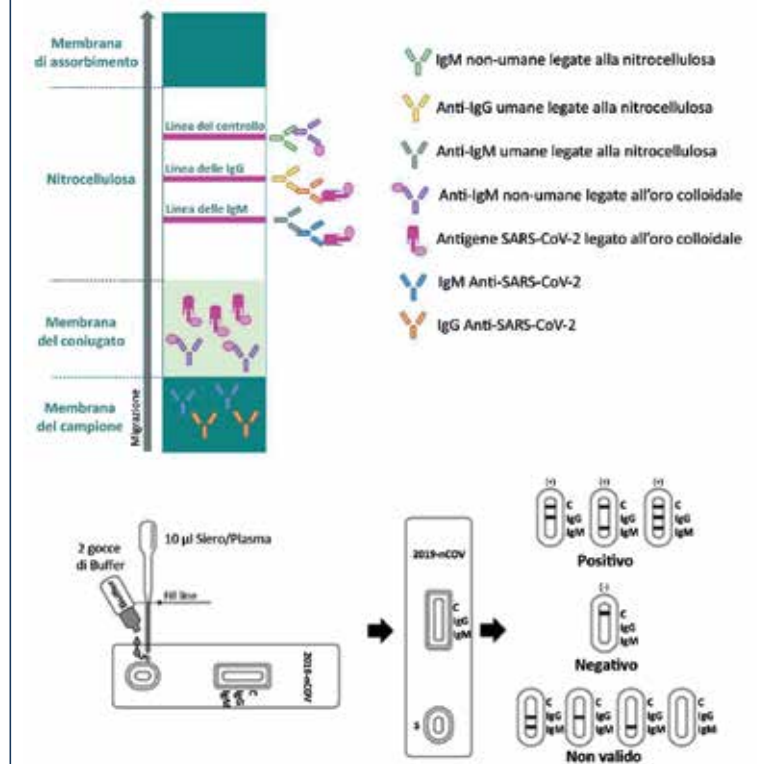 Membrana
di assorbimento
Nitrocellulosa
Membrana
del coniugato
Membrana
del campione
Migrazione
Linea del controllo
Linea delle IgG
Linea delle IgM
IgM non-umane legate alla nitrocellulosa
Anti-IgG umane legate alla nitrocellulosa
Anti-IgM umane legate alla nitrocellulosa
Anti-IgM non-umane legate all'oro colloidale
Antigene SARS-CoV-2 legato all'oro colloidale
IgM Anti-SARS-CoV-2
IgG Anti-SARS-CoV-2
2 gocce
di Buffer
10 µl Siero/Plasma
Buffer
Fill line
S
C
IgG
IgM
2019-nCOV
2019-nCOV
C
IgG
IgM
S
(+)
C
IgG
IgM
(+)
C
IgG
IgM
(+)
C
IgG
IgM
Positivo
(-)
C
IgG
IgM
Negativo
C
IgG
IgM
C
IgG
IgM
C
IgG
IgM
C
IgG
IgM
Non valido